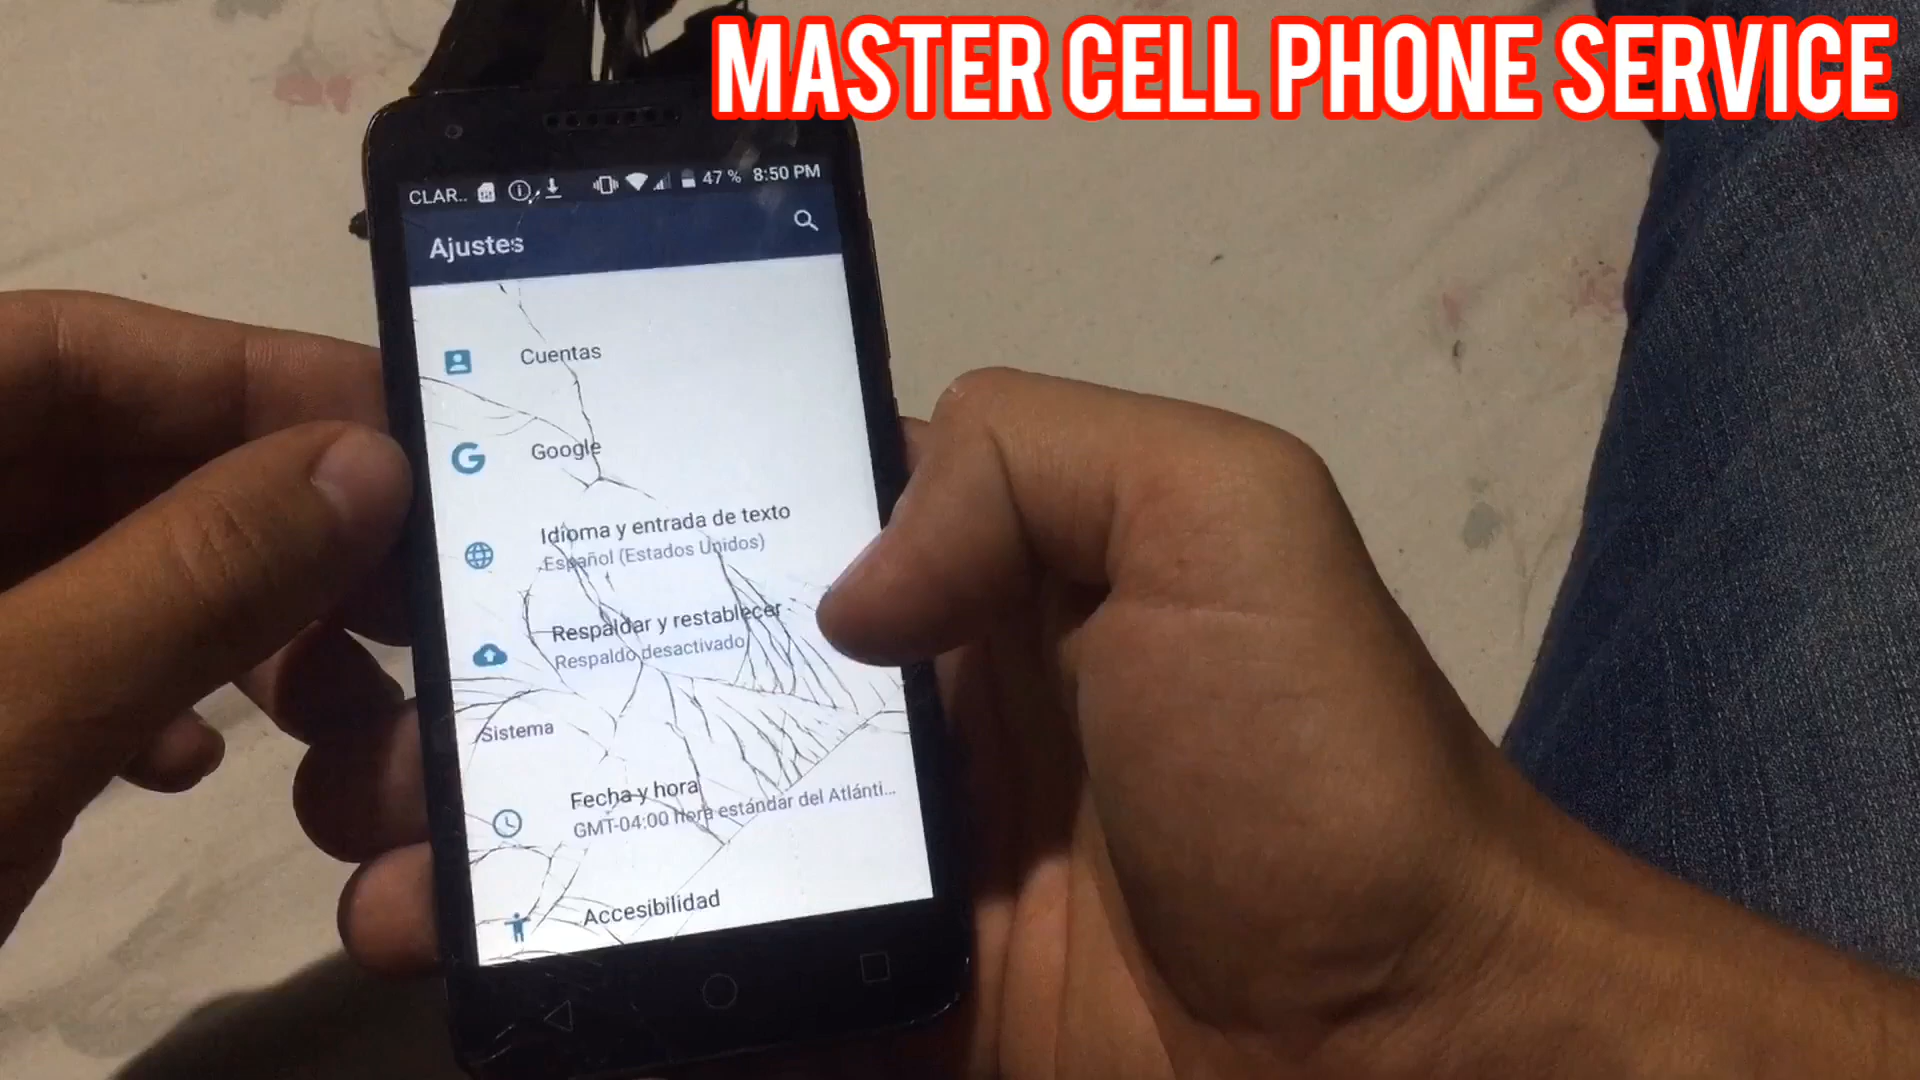 MASTER CELL PHONE SERVICE
CLAR.. 47 % 8:50 PM
Ajustes
Cuentas
Google
Idioma y entrada de texto
Español (Estados Unidos)
Respaldar y restablecer
Respaldo desactivado
Sistema
Fecha y hora
GMT-04:00 Hora estándar del Atlánti...
Accesibilidad